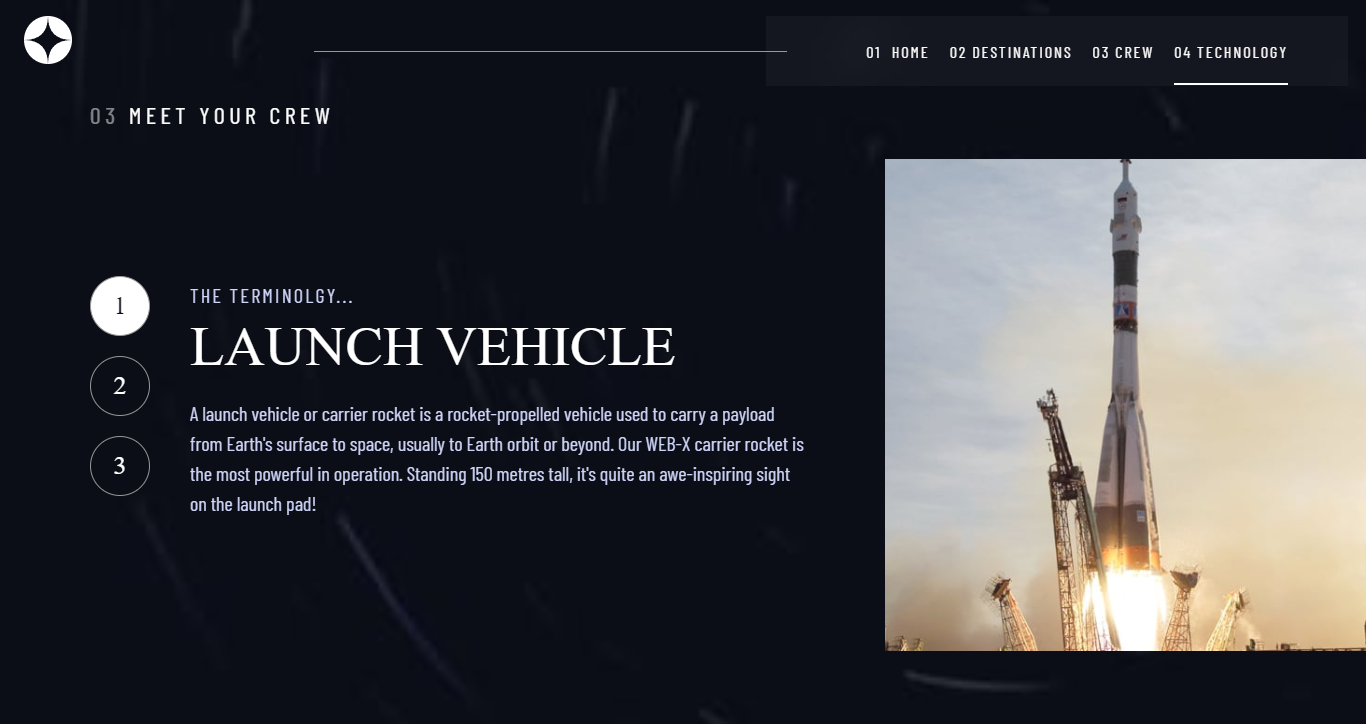 01 HOME 02 DESTINATIONS 03 CREW 04 TECHNOLOGY
03 MEET YOUR CREW
1
2
3
THE TERMINOLGY...
LAUNCH VEHICLE
A launch vehicle or carrier rocket is a rocket-propelled vehicle used to carry a payload
from Earth's surface to space, usually to Earth orbit or beyond. Our WEB-X carrier rocket is
the most powerful in operation. Standing 150 metres tall, it's quite an awe-inspiring sight
on the launch pad!